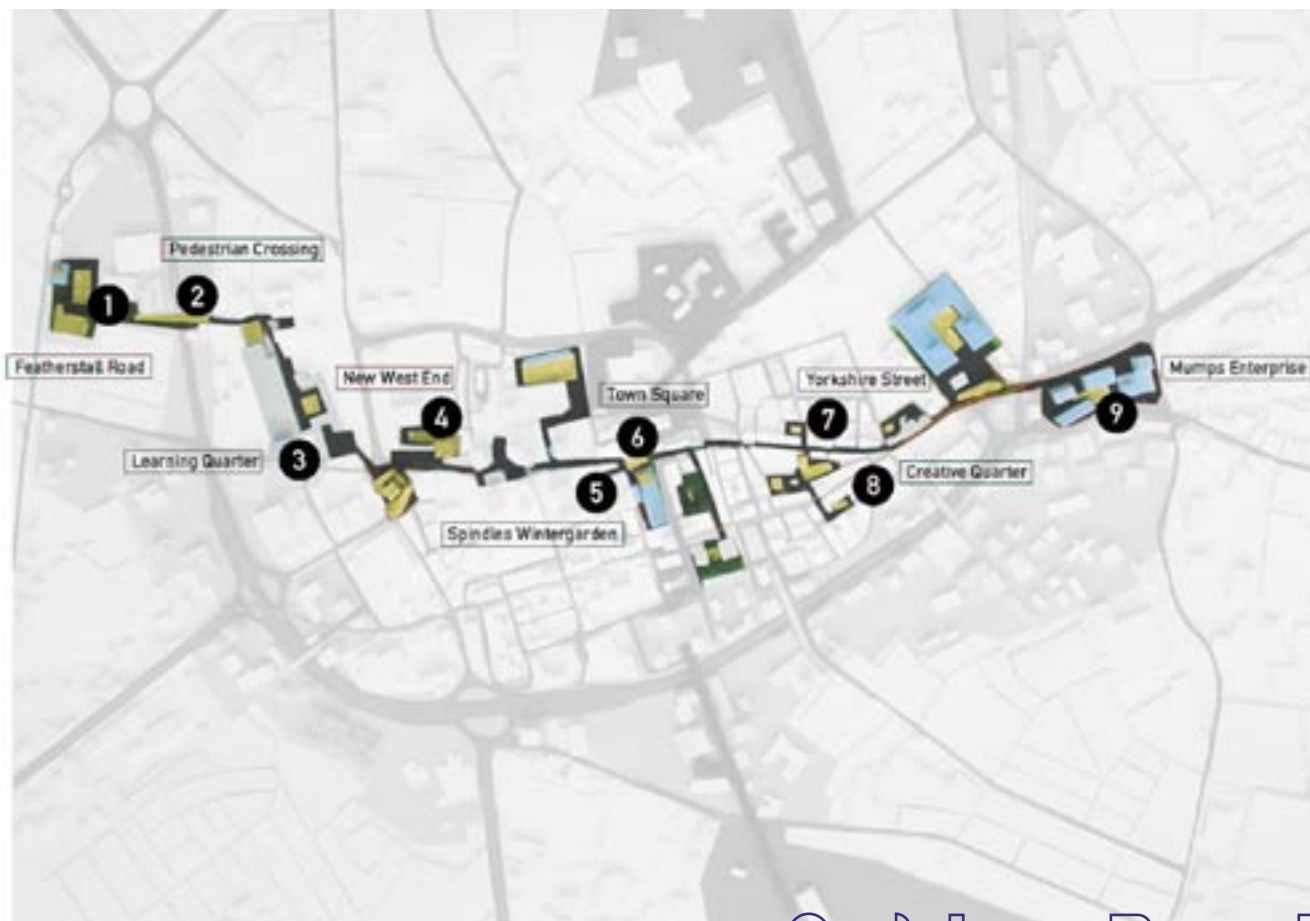 Pedestrian Crossing
1
2
Featherstall Road
New West End
4
Learning Quarter
3
Town Square
6
5
Spindles Wintergarden
Yorkshire Street
7
8
Creative Quarter
Mumps Enterprise
9